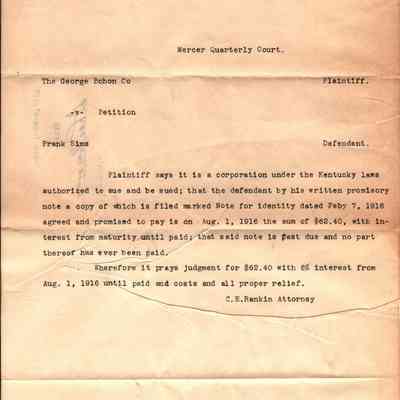 Mercer Quarterly Court.
The George Bohon Co Plaintiff.
-v- Petition
Frank Sims Defendant.
Plaintiff says it is a corporation under the Kentucky laws
authorized to sue and be sued; that the defendant by his written promisory
note a copy of which is filed marked Note for identity dated Feby 7, 1916
agreed and promised to pay is on Aug. 1, 1916 the sum of $62.40, with in-
terest from maturity until paid; that said note is past due and no part
thereof has ever been paid.
Wherefore it prays judgment for $62.40 with 6% interest from
Aug. 1, 1916 until paid and costs and all proper relief.
C.E.Rankin Attorney